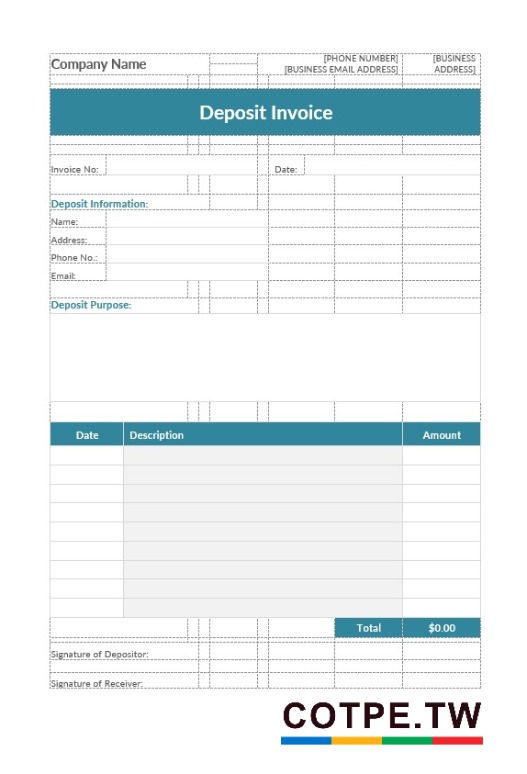 Company Name
[PHONE NUMBER]
[BUSINESS EMAIL ADDRESS]
[BUSINESS
ADDRESS]
Deposit Invoice
Invoice No:
Date:
Deposit Information:
Name:
Address:
Phone No.:
Email:
Deposit Purpose:
Date Description Amount
Total $0.00
Signature of Depositor:
Signature of Receiver:
COTPE.TW